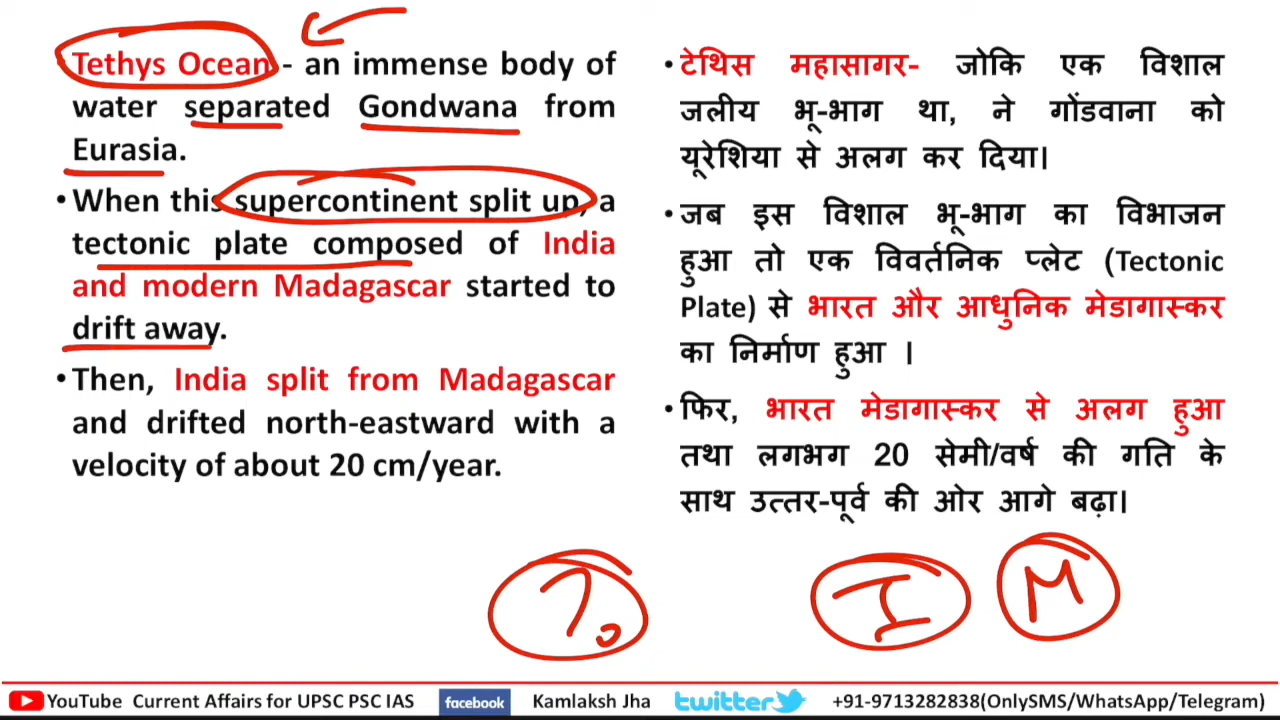 Tethys Ocean - an immense body of
water separated Gondwana from
Eurasia.
• When this supercontinent split up, a
tectonic plate composed of India
and modern Madagascar started to
drift away.
• Then, India split from Madagascar
and drifted north-eastward with a
velocity of about 20 cm/year.
• टेथिस महासागर- जोकि एक विशाल
जलीय भू-भाग था, ने गोंडवाना को
यूरेशिया से अलग कर दिया।
• जब इस विशाल भू-भाग का विभाजन
हुआ तो एक विवर्तनिक प्लेट (Tectonic
Plate) से भारत और आधुनिक मेडागास्कर
का निर्माण हुआ ।
• फिर, भारत मेडागास्कर से अलग हुआ
तथा लगभग 20 सेमी/वर्ष की गति के
साथ उत्तर-पूर्व की ओर आगे बढ़ा।
I M
YouTube Current Affairs for UPSC PSC IAS facebook Kamlaksh Jha twitter +91-9713282838(OnlySMS/WhatsApp/Telegram)